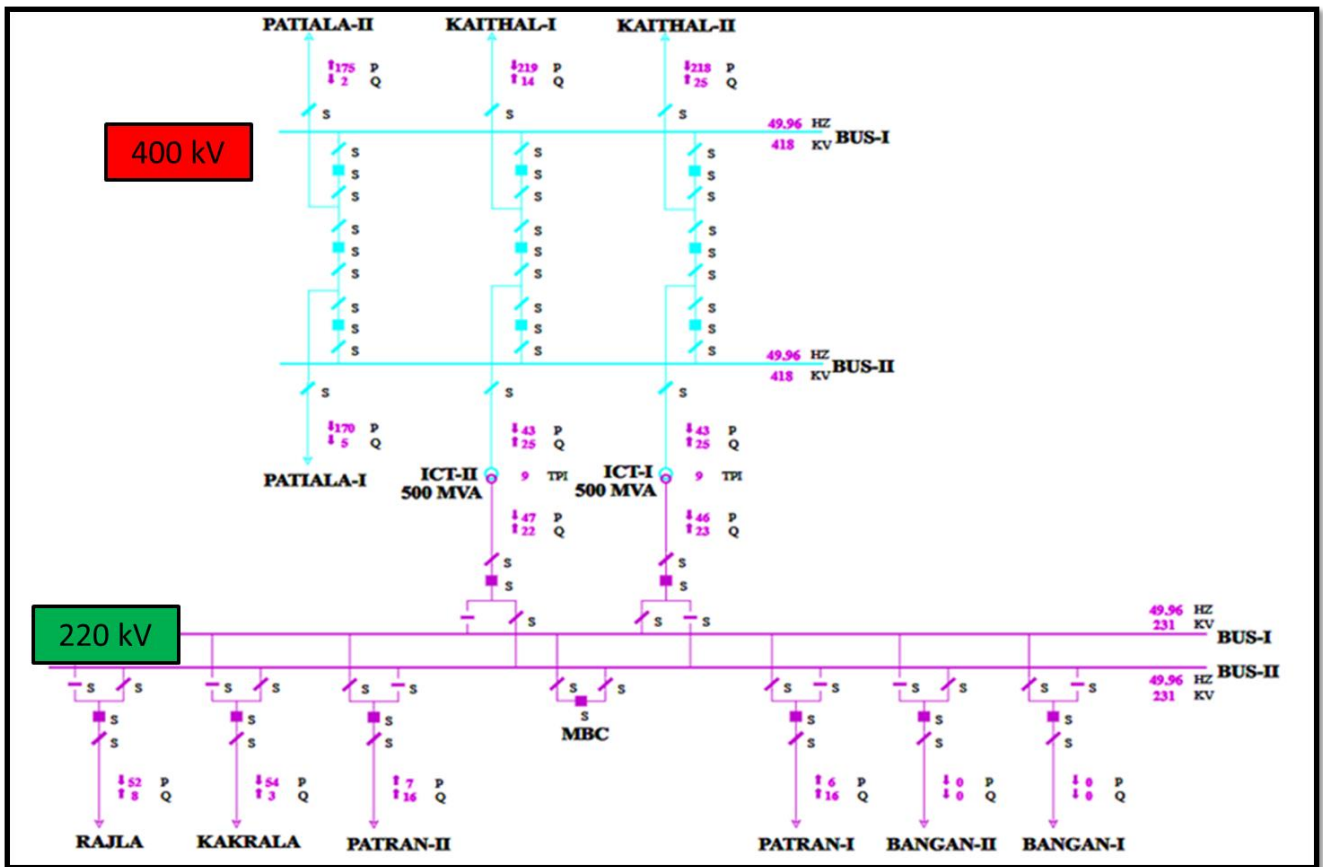 PATIALA-II KAITHAL-I KAITHAL-II
↑175 P ↓219 P ↓218 P
↓2 Q ↑14 Q ↑25 Q
S S S
49.96 HZ
BUS-I
400 kV
418 KV
S S S
S S S
S S S
S S S
S S S
S S S
S S S
S S S
49.96 HZ
BUS-II
S S S
418 KV
S S S
↓170 P ↓43 P ↓43 P
↓5 Q ↑25 Q ↑25 Q
PATIALA-I ICT-II 9 TPI ICT-I 9 TPI
500 MVA 500 MVA
↓47 P ↓46 P
↑22 Q ↑23 Q
S S
S S
49.96 HZ
S S S
231 KV
220 kV
BUS-I
BUS-II
49.96 HZ
S S S S S S S S S S S S S S
231 KV
S S S S S S S
MBC
S S S S S S
↓52 P ↓54 P ↑7 P ↑6 P ↓0 P ↓0 P
↑8 Q ↑3 Q ↑16 Q ↑16 Q ↓0 Q ↓0 Q
RAJLA KAKRALA PATRAN-II PATRAN-I BANGAN-II BANGAN-I